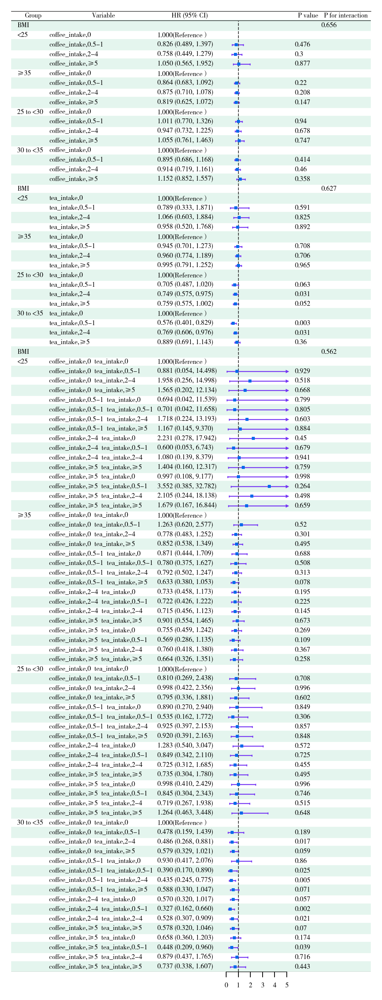 Group Variable HR (95% CI) P value P for interaction
BMI 0.656
<25 coffee_intake,0 1.000(Reference )
coffee_intake,0.5−1 0.826 (0.489, 1.397) 0.476
coffee_intake,2−4 0.758 (0.449, 1.279) 0.3
coffee_intake,≥5 1.050 (0.565, 1.952) 0.877
≥35 coffee_intake,0 1.000(Reference )
coffee_intake,0.5−1 0.864 (0.683, 1.092) 0.22
coffee_intake,2−4 0.875 (0.710, 1.078) 0.208
coffee_intake,≥5 0.819 (0.625, 1.072) 0.147
25 to <30 coffee_intake,0 1.000(Reference )
coffee_intake,0.5−1 1.011 (0.770, 1.326) 0.94
coffee_intake,2−4 0.947 (0.732, 1.225) 0.678
coffee_intake,≥5 1.055 (0.761, 1.463) 0.747
30 to <35 coffee_intake,0 1.000(Reference )
coffee_intake,0.5−1 0.895 (0.686, 1.168) 0.414
coffee_intake,2−4 0.914 (0.719, 1.161) 0.46
coffee_intake,≥5 1.152 (0.852, 1.557) 0.358
BMI 0.627
<25 tea_intake,0 1.000(Reference )
tea_intake,0.5−1 0.789 (0.333, 1.871) 0.591
tea_intake,2−4 1.066 (0.603, 1.884) 0.825
tea_intake,≥5 0.958 (0.520, 1.768) 0.892
≥35 tea_intake,0 1.000(Reference )
tea_intake,0.5−1 0.945 (0.701, 1.273) 0.708
tea_intake,2−4 0.960 (0.774, 1.189) 0.706
tea_intake,≥5 0.995 (0.791, 1.252) 0.965
25 to <30 tea_intake,0 1.000(Reference )
tea_intake,0.5−1 0.705 (0.487, 1.020) 0.063
tea_intake,2−4 0.749 (0.575, 0.975) 0.031
tea_intake,≥5 0.759 (0.575, 1.002) 0.052
30 to <35 tea_intake,0 1.000(Reference )
tea_intake,0.5−1 0.576 (0.401, 0.829) 0.003
tea_intake,2−4 0.769 (0.606, 0.976) 0.031
tea_intake,≥5 0.889 (0.691, 1.143) 0.36
BMI 0.562
<25 coffee_intake,0 tea_intake,0 1.000(Reference )
coffee_intake,0 tea_intake,0.5−1 0.881 (0.054, 14.498) 0.929
coffee_intake,0 tea_intake,2−4 1.958 (0.256, 14.998) 0.518
coffee_intake,0 tea_intake,≥5 1.565 (0.202, 12.134) 0.668
coffee_intake,0.5−1 tea_intake,0 0.694 (0.042, 11.539) 0.799
coffee_intake,0.5−1 tea_intake,0.5−1 0.701 (0.042, 11.658) 0.805
coffee_intake,0.5−1 tea_intake,2−4 1.718 (0.224, 13.193) 0.603
coffee_intake,0.5−1 tea_intake,≥5 1.167 (0.145, 9.370) 0.884
coffee_intake,2−4 tea_intake,0 2.231 (0.278, 17.942) 0.45
coffee_intake,2−4 tea_intake,0.5−1 0.600 (0.053, 6.743) 0.679
coffee_intake,2−4 tea_intake,2−4 1.080 (0.139, 8.379) 0.941
coffee_intake,≥5 tea_intake,≥5 1.404 (0.160, 12.317) 0.759
coffee_intake,≥5 tea_intake,0 0.997 (0.108, 9.177) 0.998
coffee_intake,≥5 tea_intake,0.5−1 3.552 (0.385, 32.782) 0.264
coffee_intake,≥5 tea_intake,2−4 2.105 (0.244, 18.138) 0.498
coffee_intake,≥5 tea_intake,≥5 1.679 (0.167, 16.844) 0.659
≥35 coffee_intake,0 tea_intake,0 1.000(Reference )
coffee_intake,0 tea_intake,0.5−1 1.263 (0.620, 2.577) 0.52
coffee_intake,0 tea_intake,2−4 0.778 (0.483, 1.252) 0.301
coffee_intake,0 tea_intake,≥5 0.852 (0.538, 1.349) 0.495
coffee_intake,0.5−1 tea_intake,0 0.871 (0.444, 1.709) 0.688
coffee_intake,0.5−1 tea_intake,0.5−1 0.780 (0.375, 1.627) 0.508
coffee_intake,0.5−1 tea_intake,2−4 0.792 (0.502, 1.247) 0.313
coffee_intake,0.5−1 tea_intake,≥5 0.633 (0.380, 1.053) 0.078
coffee_intake,2−4 tea_intake,0 0.733 (0.458, 1.173) 0.195
coffee_intake,2−4 tea_intake,0.5−1 0.722 (0.426, 1.222) 0.225
coffee_intake,2−4 tea_intake,2−4 0.715 (0.456, 1.123) 0.145
coffee_intake,≥5 tea_intake,≥5 0.901 (0.554, 1.465) 0.673
coffee_intake,≥5 tea_intake,0 0.755 (0.459, 1.242) 0.269
coffee_intake,≥5 tea_intake,0.5−1 0.569 (0.286, 1.135) 0.109
coffee_intake,≥5 tea_intake,2−4 0.760 (0.418, 1.380) 0.367
coffee_intake,≥5 tea_intake,≥5 0.664 (0.326, 1.351) 0.258
25 to <30 coffee_intake,0 tea_intake,0 1.000(Reference )
coffee_intake,0 tea_intake,0.5−1 0.810 (0.269, 2.438) 0.708
coffee_intake,0 tea_intake,2−4 0.998 (0.422, 2.356) 0.996
coffee_intake,0 tea_intake,≥5 0.795 (0.336, 1.881) 0.602
coffee_intake,0.5−1 tea_intake,0 0.890 (0.270, 2.940) 0.849
coffee_intake,0.5−1 tea_intake,0.5−1 0.535 (0.162, 1.772) 0.306
coffee_intake,0.5−1 tea_intake,2−4 0.925 (0.397, 2.153) 0.857
coffee_intake,0.5−1 tea_intake,≥5 0.920 (0.391, 2.163) 0.848
coffee_intake,2−4 tea_intake,0 1.283 (0.540, 3.047) 0.572
coffee_intake,2−4 tea_intake,0.5−1 0.849 (0.342, 2.110) 0.725
coffee_intake,2−4 tea_intake,2−4 0.725 (0.312, 1.685) 0.455
coffee_intake,≥5 tea_intake,≥5 0.735 (0.304, 1.780) 0.495
coffee_intake,≥5 tea_intake,0 0.998 (0.410, 2.429) 0.996
coffee_intake,≥5 tea_intake,0.5−1 0.845 (0.304, 2.343) 0.746
coffee_intake,≥5 tea_intake,2−4 0.719 (0.267, 1.938) 0.515
coffee_intake,≥5 tea_intake,≥5 1.264 (0.463, 3.448) 0.648
30 to <35 coffee_intake,0 tea_intake,0 1.000(Reference )
coffee_intake,0 tea_intake,0.5−1 0.478 (0.159, 1.439) 0.189
coffee_intake,0 tea_intake,2−4 0.486 (0.268, 0.881) 0.017
coffee_intake,0 tea_intake,≥5 0.579 (0.329, 1.021) 0.059
coffee_intake,0.5−1 tea_intake,0 0.930 (0.417, 2.076) 0.86
coffee_intake,0.5−1 tea_intake,0.5−1 0.390 (0.170, 0.890) 0.025
coffee_intake,0.5−1 tea_intake,2−4 0.435 (0.245, 0.775) 0.005
coffee_intake,0.5−1 tea_intake,≥5 0.588 (0.330, 1.047) 0.071
coffee_intake,2−4 tea_intake,0 0.570 (0.320, 1.017) 0.057
coffee_intake,2−4 tea_intake,0.5−1 0.327 (0.162, 0.660) 0.002
coffee_intake,2−4 tea_intake,2−4 0.528 (0.307, 0.909) 0.021
coffee_intake,≥5 tea_intake,≥5 0.578 (0.320, 1.046) 0.07
coffee_intake,≥5 tea_intake,0 0.658 (0.360, 1.203) 0.174
coffee_intake,≥5 tea_intake,0.5−1 0.448 (0.209, 0.960) 0.039
coffee_intake,≥5 tea_intake,2−4 0.879 (0.437, 1.765) 0.716
coffee_intake,≥5 tea_intake,≥5 0.737 (0.338, 1.607) 0.443
0 1 2 3 4 5